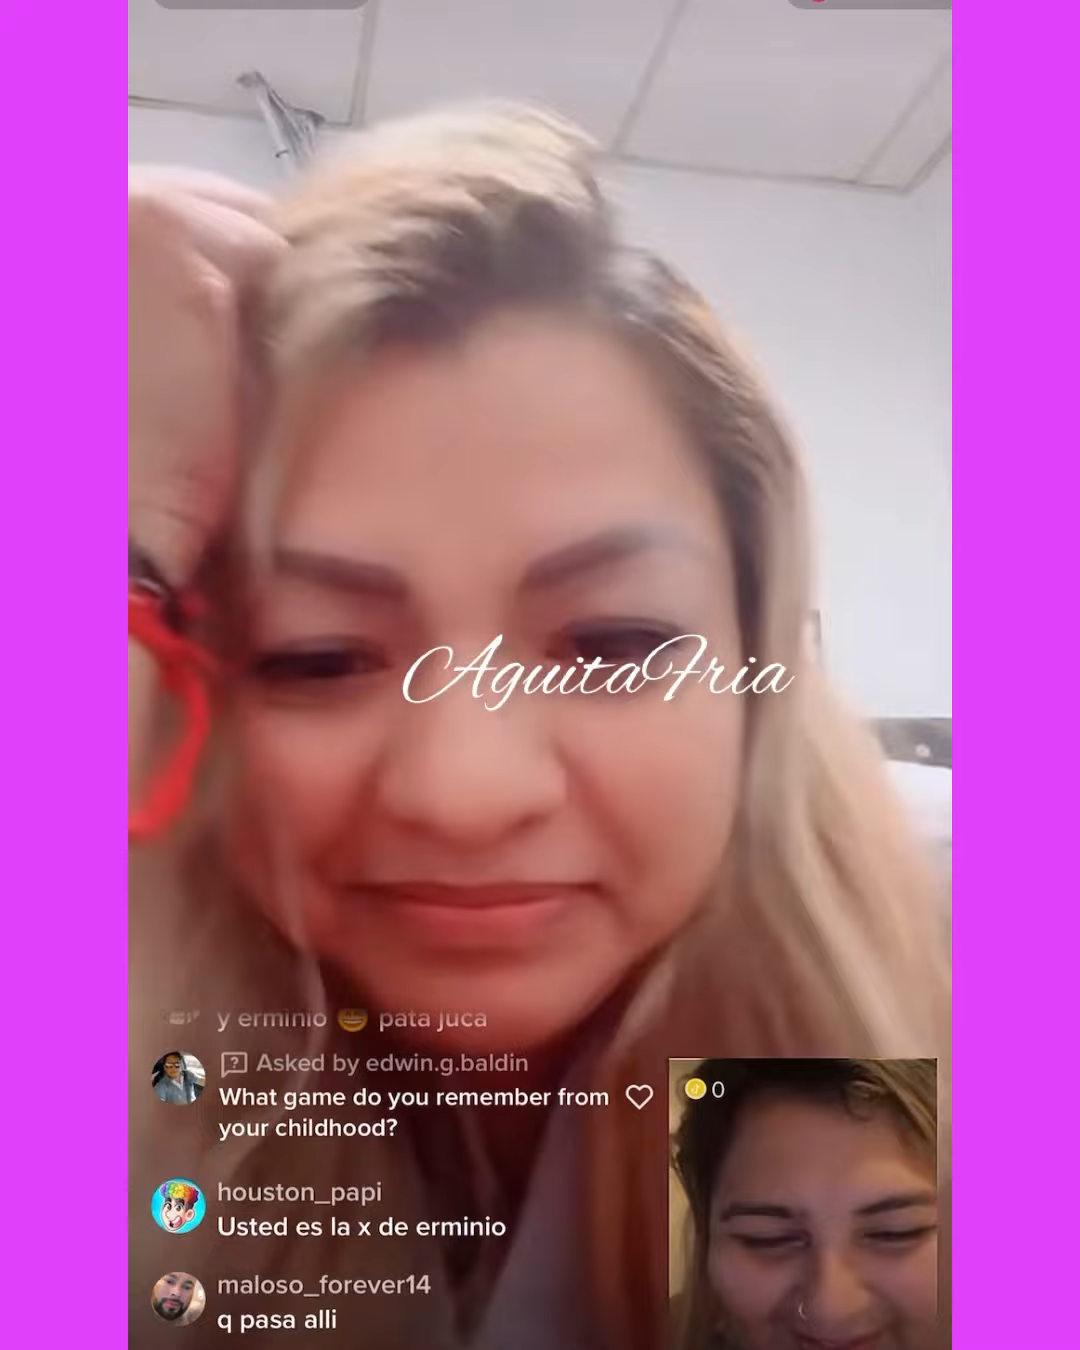 AguitaFria
y erminio 😄 pata juca
Asked by edwin.g.baldin
What game do you remember from
your childhood?
0
houston_papi
Usted es la x de erminio
maloso_forever14
q pasa alli